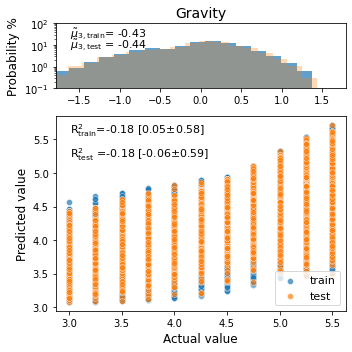 Gravity
Probability %
10²
10¹
10⁰
10⁻¹
μ̃₃,train = -0.43
μ̃₃,test = -0.44
−1.5 −1.0 −0.5 0.0 0.5 1.0 1.5
R²train=-0.18 [0.05±0.58]
R²test =-0.18 [-0.06±0.59]
Predicted value
5.5
5.0
4.5
4.0
3.5
3.0
train
test
3.0 3.5 4.0 4.5 5.0 5.5
Actual value